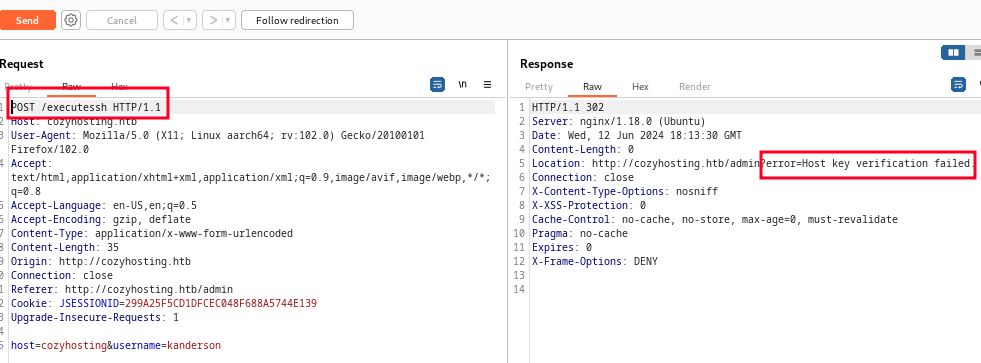 Send
Cancel
<
>
Follow redirection
Request
Response
Pretty
Raw
Hex
\n
Pretty
Raw
Hex
Render
1 POST /executessh HTTP/1.1
2 Host: cozyhosting.htb
3 User-Agent: Mozilla/5.0 (X11; Linux aarch64; rv:102.0) Gecko/20100101
Firefox/102.0
4 Accept:
text/html,application/xhtml+xml,application/xml;q=0.9,image/avif,image/webp,*/*;
q=0.8
5 Accept-Language: en-US,en;q=0.5
6 Accept-Encoding: gzip, deflate
7 Content-Type: application/x-www-form-urlencoded
8 Content-Length: 35
9 Origin: http://cozyhosting.htb
0 Connection: close
1 Referer: http://cozyhosting.htb/admin
2 Cookie: JSESSIONID=299A25F5CD1DFCEC048F688A5744E139
3 Upgrade-Insecure-Requests: 1
4
5 host=cozyhosting&username=kanderson
1 HTTP/1.1 302
2 Server: nginx/1.18.0 (Ubuntu)
3 Date: Wed, 12 Jun 2024 18:13:30 GMT
4 Content-Length: 0
5 Location: http://cozyhosting.htb/admin?error=Host key verification failed.
6 Connection: close
7 X-Content-Type-Options: nosniff
8 X-XSS-Protection: 0
9 Cache-Control: no-cache, no-store, max-age=0, must-revalidate
10 Pragma: no-cache
11 Expires: 0
12 X-Frame-Options: DENY
13
14